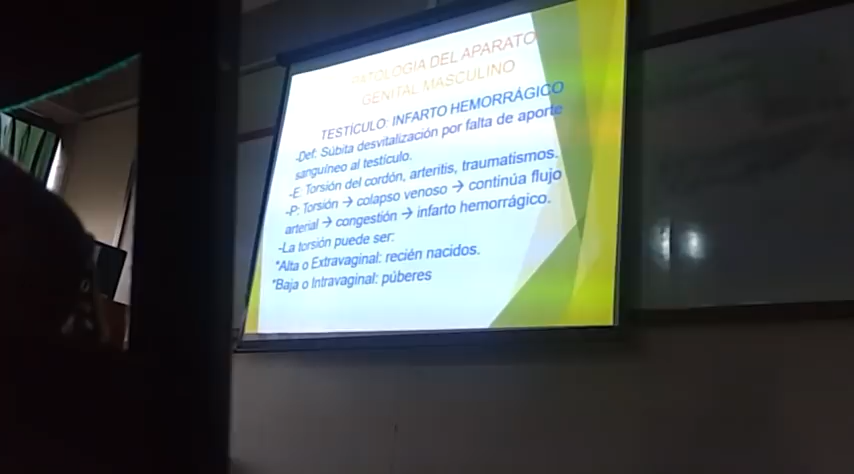 PATOLOGIA DEL APARATO
GENITAL MASCULINO
TESTÍCULO: INFARTO HEMORRÁGICO
-Def: Súbita desvitalización por falta de aporte
sanguíneo al testículo.
-E: Torsión del cordón, arteritis, traumatismos.
-P: Torsión → colapso venoso → continúa flujo
arterial → congestión → infarto hemorrágico.
-La torsión puede ser:
*Alta o Extravaginal: recién nacidos.
*Baja o Intravaginal: púberes